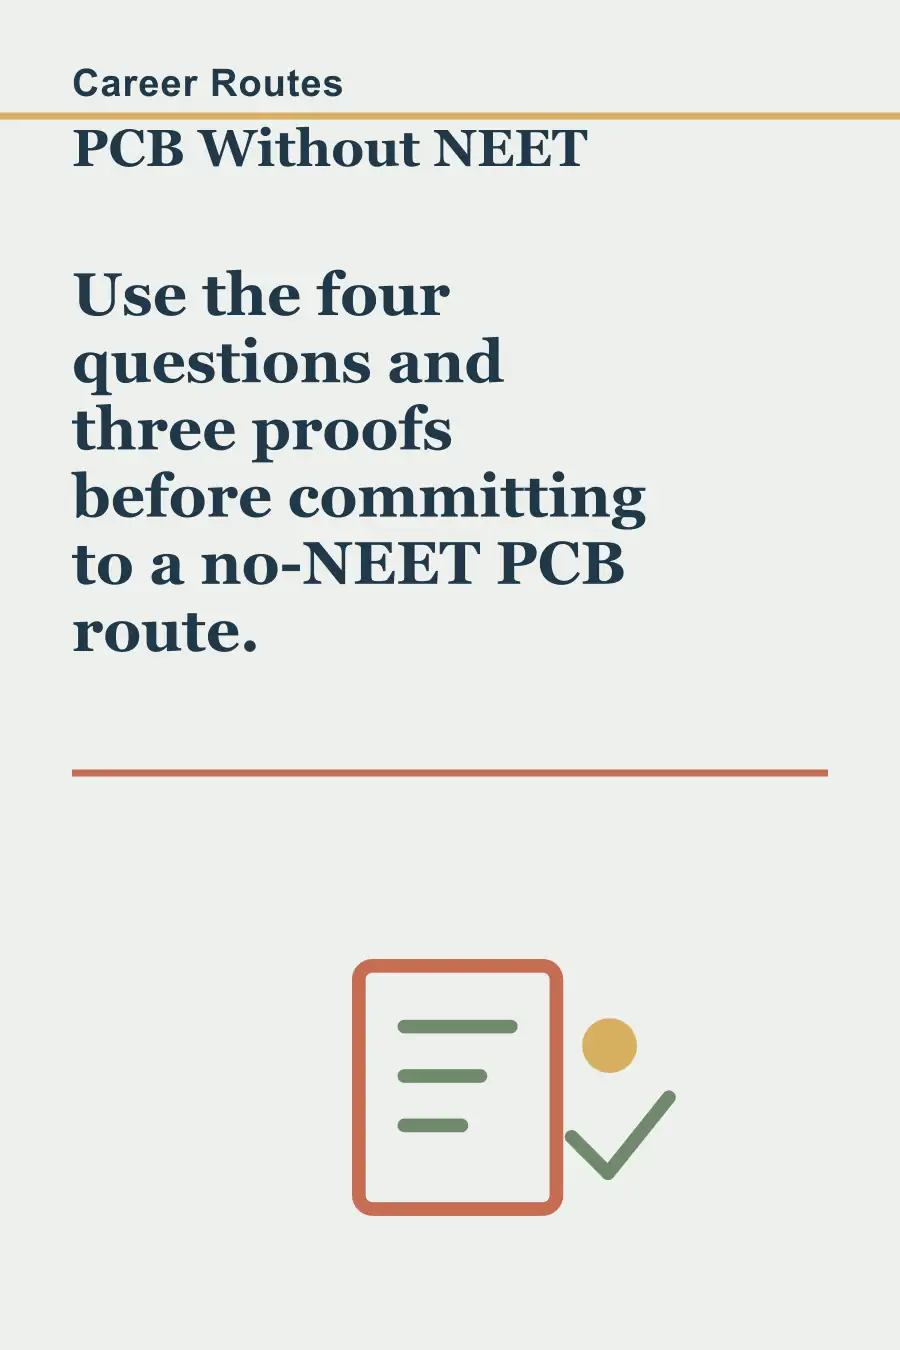 Career Routes
PCB Without NEET
Use the four
questions and
three proofs
before committing
to a no-NEET PCB
route.